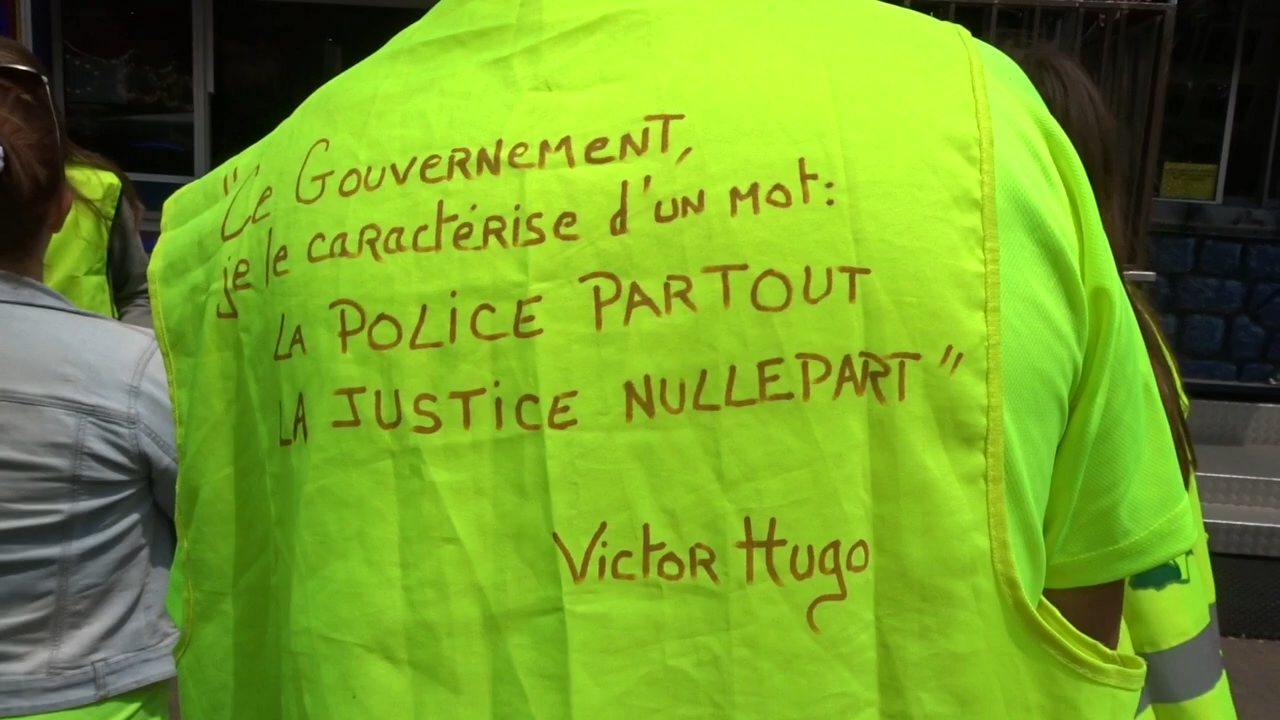 "Ce Gouvernement,
je le caractérise d'un mot:
LA POLICE PARTOUT
LA JUSTICE NULLEPART"
Victor Hugo